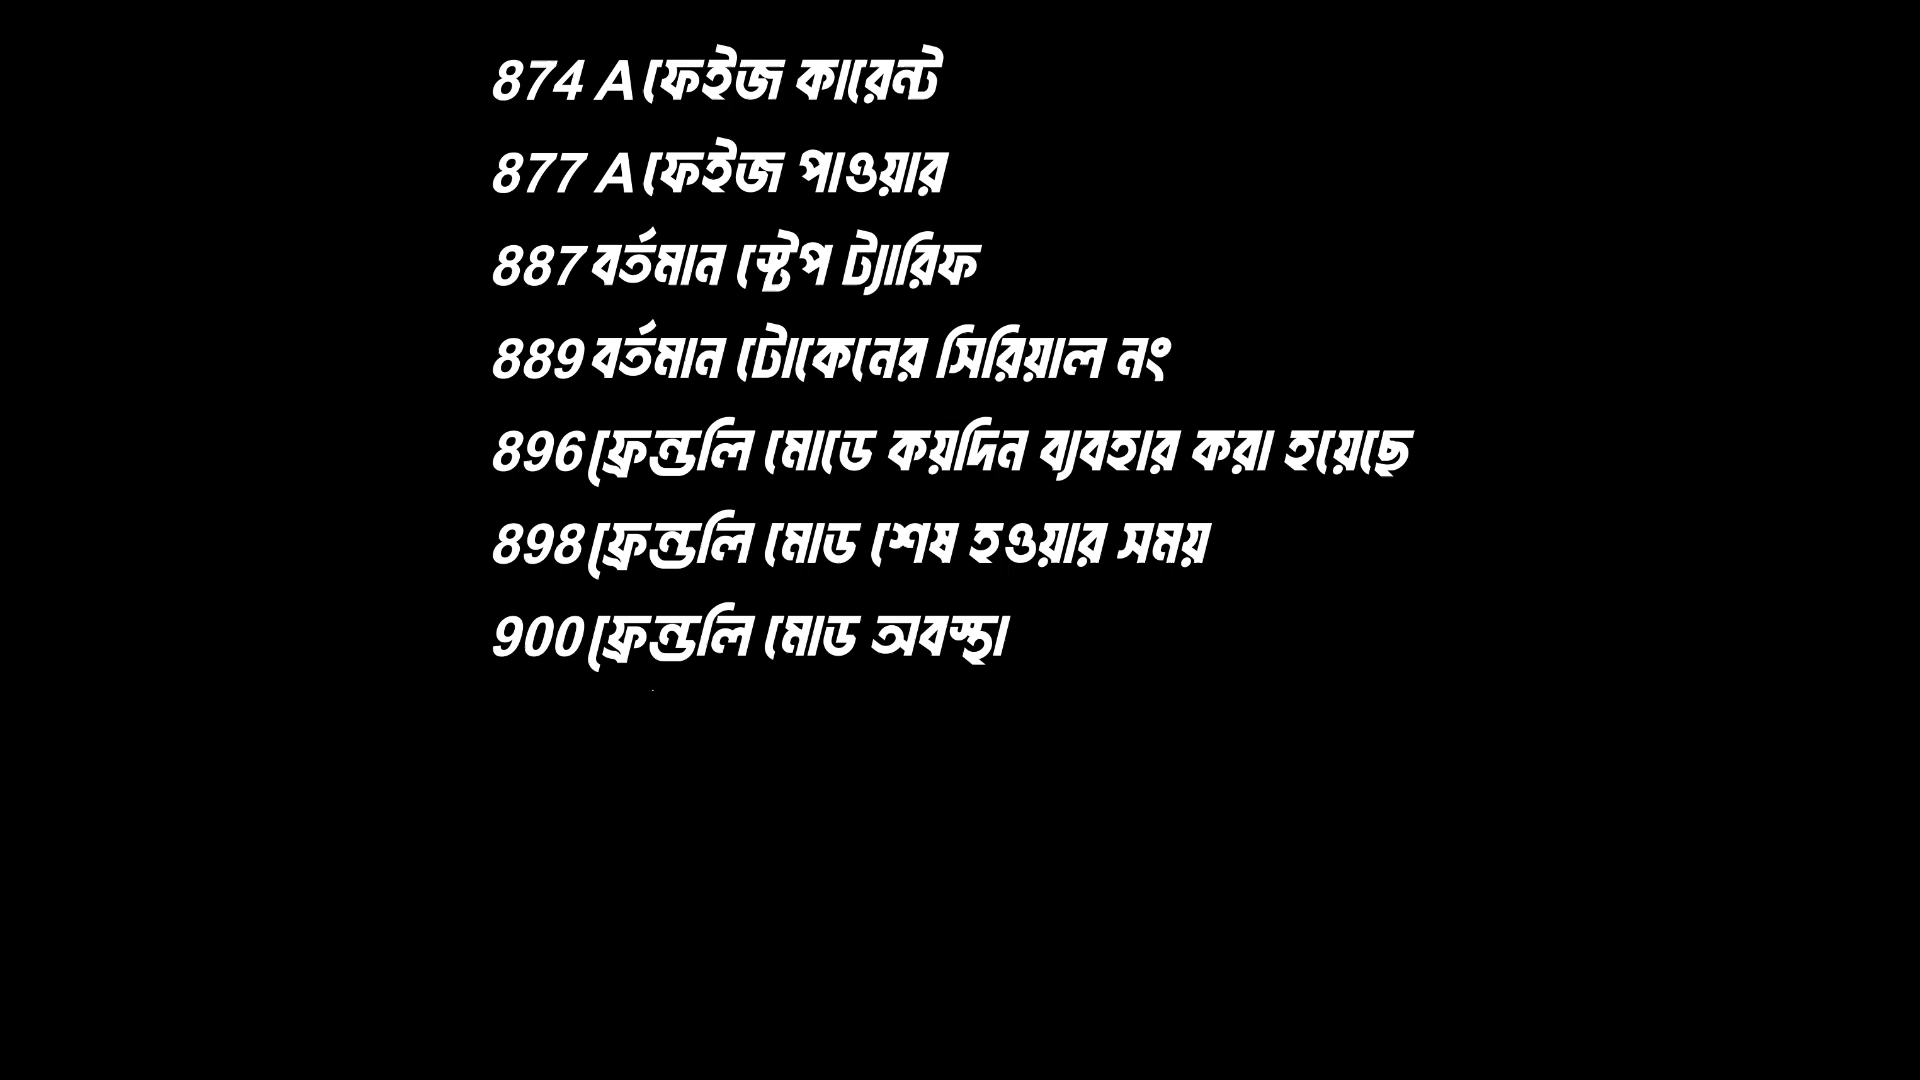 874 A ফেইজ কারেন্ট
877 A ফেইজ পাওয়ার
887 বর্তমান স্টেপ ট্যারিফ
889 বর্তমান টোকেনের সিরিয়াল নং
896 ফ্রেন্ডলি মোডে কয়দিন ব্যবহার করা হয়েছে
898 ফ্রেন্ডলি মোড শেষ হওয়ার সময়
900 ফ্রেন্ডলি মোড অবস্থা